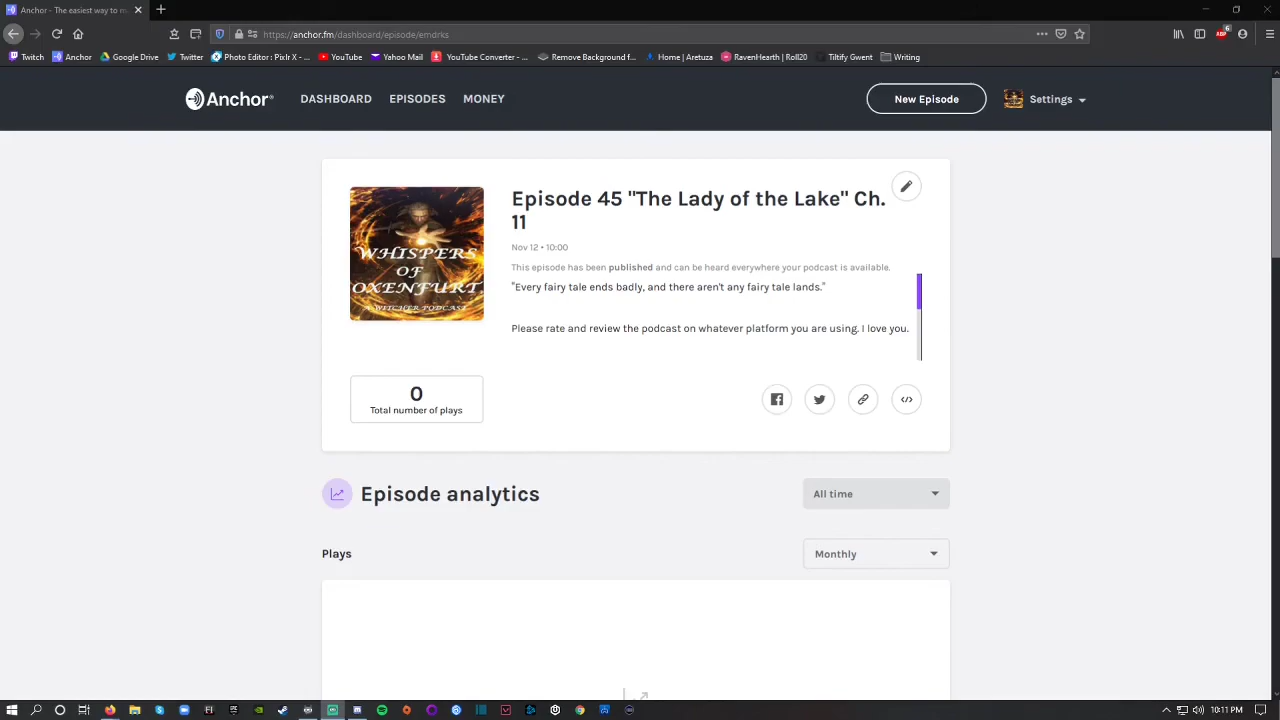 Anchor - The easiest way to m
https://anchor.fm/dashboard/episode/emdrks
6
Twitch
Anchor
Google Drive
Twitter
Photo Editor : Pixlr X -...
YouTube
Yahoo Mail
YouTube Converter -...
Remove Background f...
Home | Aretuza
RavenHearth | Roll20
Tiltify Gwent
Writing
Anchor
DASHBOARD
EPISODES
MONEY
New Episode
Settings
WHISPERS
OF
OXENFURT
A WITCHER PODCAST
Episode 45 "The Lady of the Lake" Ch.
11
Nov 12 • 10:00
This episode has been published and can be heard everywhere your podcast is available.
"Every fairy tale ends badly, and there aren't any fairy tale lands."
Please rate and review the podcast on whatever platform you are using. I love you.
0
Total number of plays
Episode analytics
All time
Plays
Monthly
10:11 PM